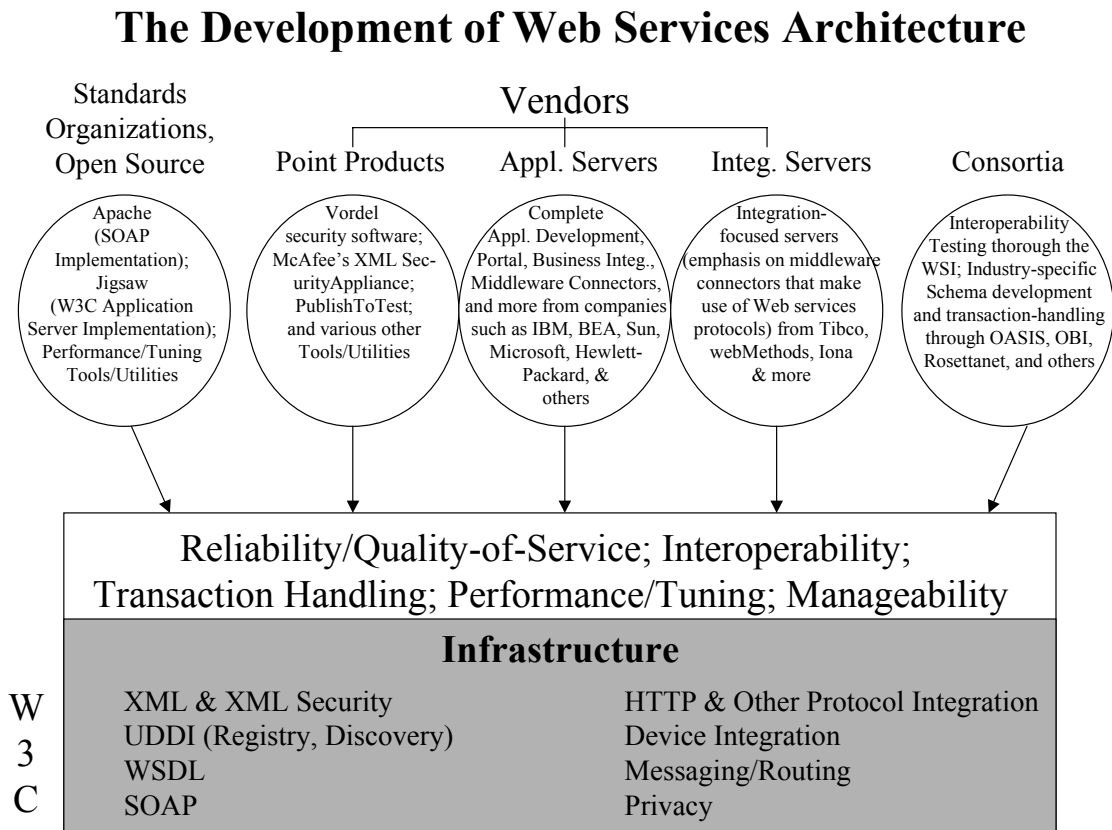 The Development of Web Services Architecture
Standards
Organizations,
Open Source
Vendors
Point Products
Appl. Servers
Integ. Servers
Consortia
Apache
(SOAP
Implementation);
Jigsaw
(W3C Application
Server Implementation);
Performance/Tuning
Tools/Utilities
Vordel
security software;
McAfee's XML Sec-
urityAppliance;
PublishToTest;
and various other
Tools/Utilities
Complete
Appl. Development,
Portal, Business Integ.,
Middleware Connectors,
and more from companies
such as IBM, BEA, Sun,
Microsoft, Hewlett-
Packard, &
others
Integration-
focused servers
(emphasis on middleware
connectors that make
use of Web services
protocols) from Tibco,
webMethods, Iona
& more
Interoperability
Testing thorough the
WSI; Industry-specific
Schema development
and transaction-handling
through OASIS, OBI,
Rosettanet, and others
Reliability/Quality-of-Service; Interoperability;
Transaction Handling; Performance/Tuning; Manageability
Infrastructure
W
3
C
XML & XML Security
UDDI (Registry, Discovery)
WSDL
SOAP
HTTP & Other Protocol Integration
Device Integration
Messaging/Routing
Privacy